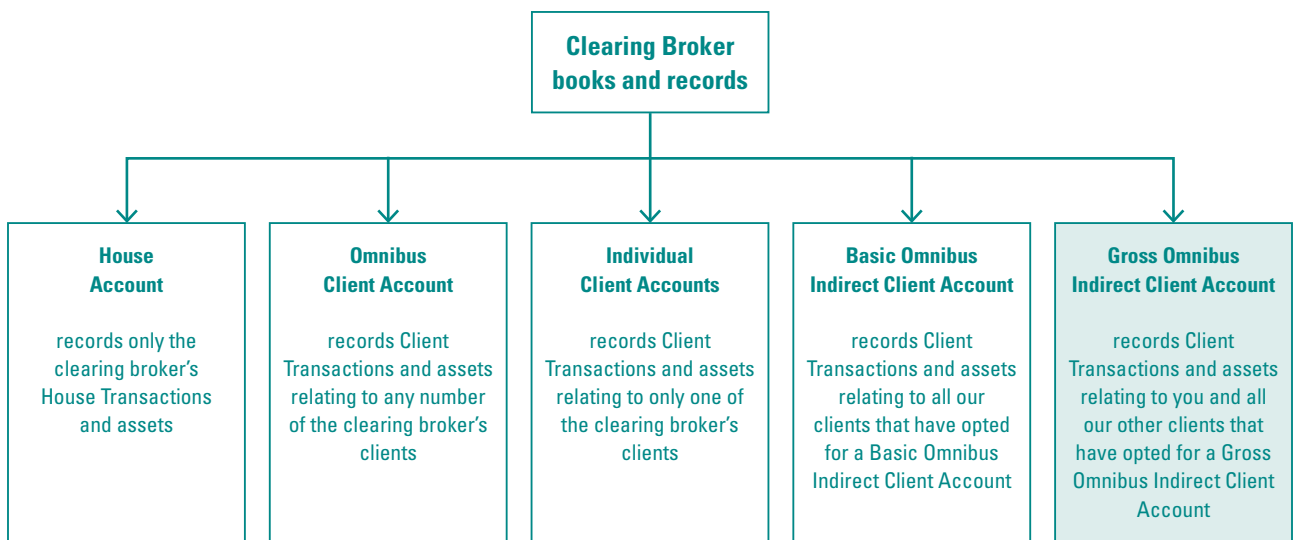 Clearing Broker
books and records
House
Account
records only the
clearing broker's
House Transactions
and assets
Omnibus
Client Account
records Client
Transactions and assets
relating to any number
of the clearing broker's
clients
Individual
Client Accounts
records Client
Transactions and assets
relating to only one of
the clearing broker's
clients
Basic Omnibus
Indirect Client Account
records Client
Transactions and assets
relating to all our
clients that have opted
for a Basic Omnibus
Indirect Client Account
Gross Omnibus
Indirect Client Account
records Client
Transactions and assets
relating to you and all
our other clients that
have opted for a Gross
Omnibus Indirect Client
Account